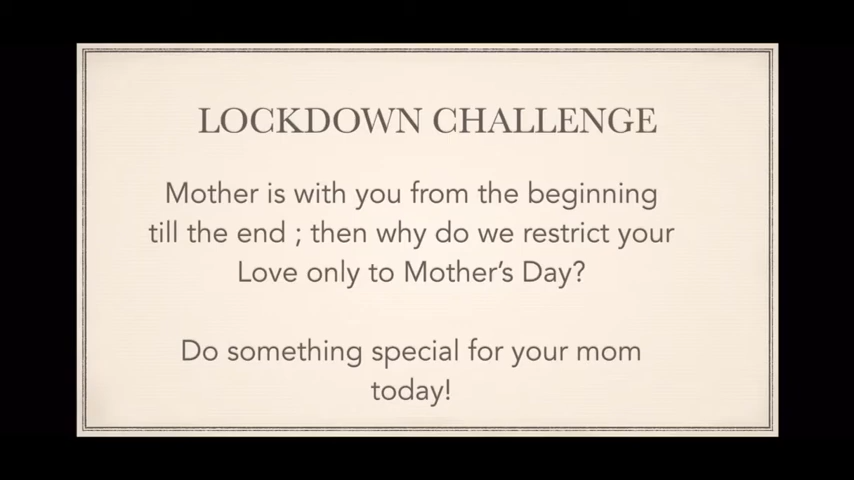 LOCKDOWN CHALLENGE
Mother is with you from the beginning
till the end ; then why do we restrict your
Love only to Mother's Day?
Do something special for your mom
today!